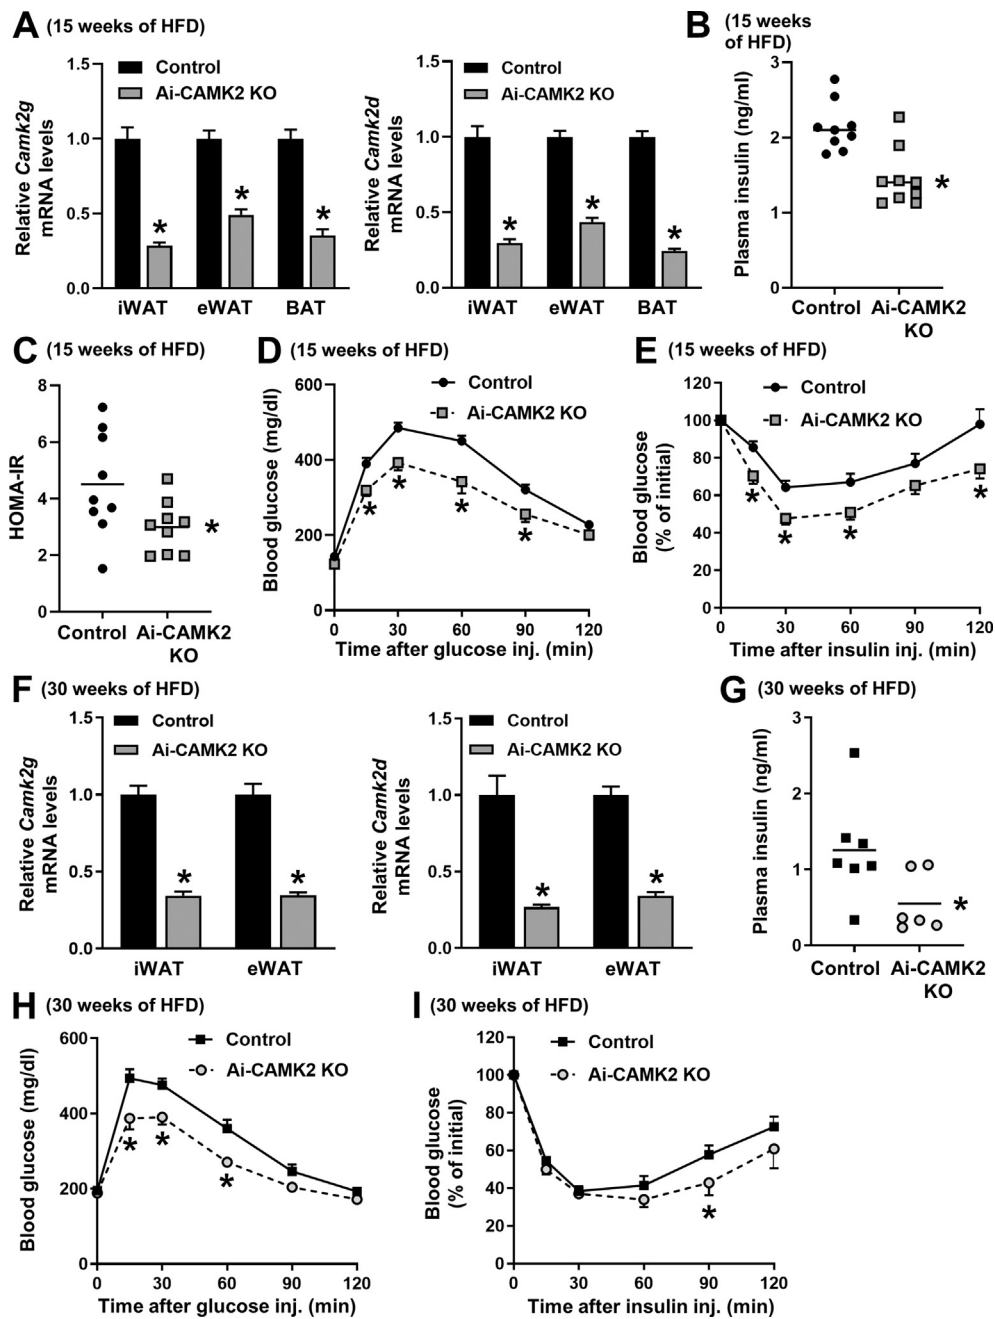 A (15 weeks of HFD)
Relative Camk2g
mRNA levels
1.5
1.0
0.5
0.0
Control
Ai-CAMK2 KO
*
*
*
iWAT
eWAT
BAT
Relative Camk2d
mRNA levels
1.5
1.0
0.5
0.0
Control
Ai-CAMK2 KO
*
*
*
iWAT
eWAT
BAT
B (15 weeks
of HFD)
Plasma insulin (ng/ml)
3
2
1
0
*
Control
Ai-CAMK2
KO
C (15 weeks of HFD)
HOMA-IR
8
6
4
2
0
*
Control
Ai-CAMK2
KO
D (15 weeks of HFD)
Blood glucose (mg/dl)
600
400
200
0
Control
Ai-CAMK2 KO
*
*
*
*
0 30 60 90 120
Time after glucose inj. (min)
E (15 weeks of HFD)
Blood glucose
(% of initial)
120
100
80
60
40
20
0
Control
Ai-CAMK2 KO
*
*
*
*
0 30 60 90 120
Time after insulin inj. (min)
F (30 weeks of HFD)
Relative Camk2g
mRNA levels
1.5
1.0
0.5
0.0
Control
Ai-CAMK2 KO
*
*
iWAT
eWAT
Relative Camk2d
mRNA levels
1.5
1.0
0.5
0.0
Control
Ai-CAMK2 KO
*
*
iWAT
eWAT
G (30 weeks of HFD)
Plasma insulin (ng/ml)
3
2
1
0
*
Control
Ai-CAMK2
KO
H (30 weeks of HFD)
Blood glucose (mg/dl)
600
400
200
0
Control
Ai-CAMK2 KO
*
*
*
0 30 60 90 120
Time after glucose inj. (min)
I (30 weeks of HFD)
Blood glucose
(% of initial)
120
100
80
60
40
20
0
Control
Ai-CAMK2 KO
*
0 30 60 90 120
Time after insulin inj. (min)